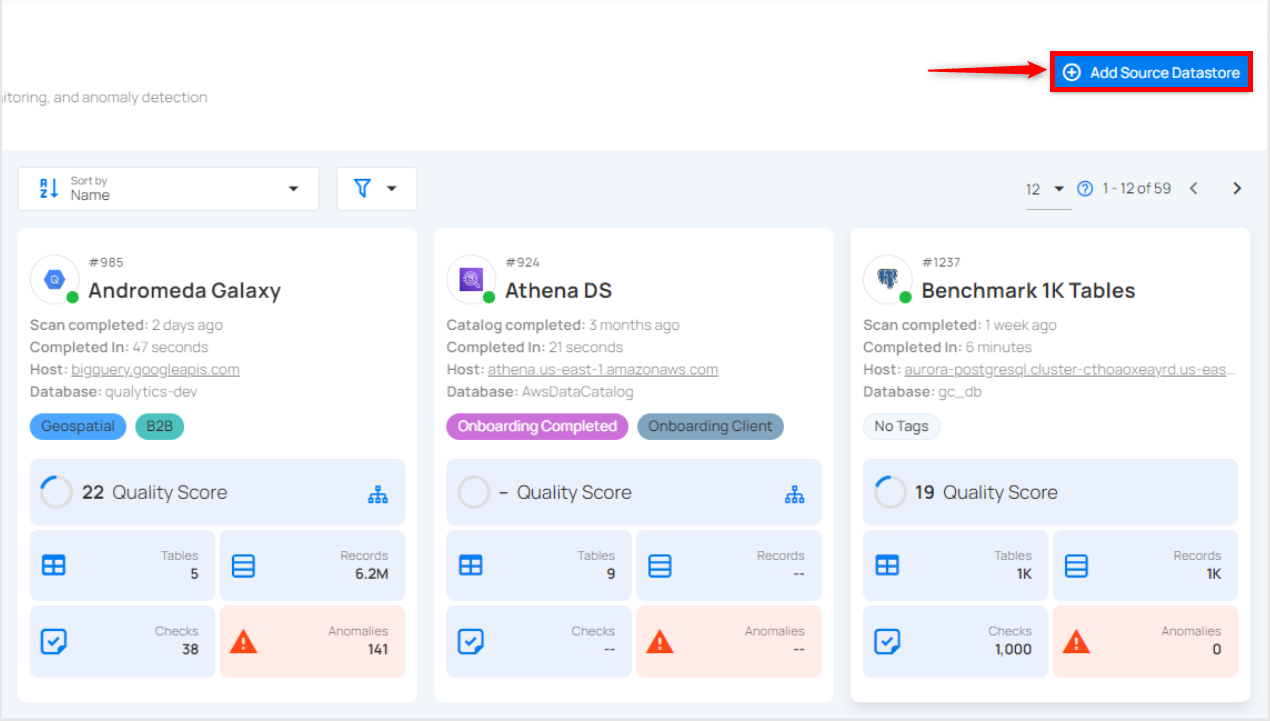 Add Source Datastore
itoring, and anomaly detection
Sort by
Name
12
1 - 12 of 59
#985
Andromeda Galaxy
Scan completed: 2 days ago
Completed In: 47 seconds
Host: bigquery.googleapis.com
Database: qualytics-dev
Geospatial B2B
22 Quality Score
Tables
5
Records
6.2M
Checks
38
Anomalies
141
#924
Athena DS
Catalog completed: 3 months ago
Completed In: 21 seconds
Host: athena.us-east-1.amazonaws.com
Database: AwsDataCatalog
Onboarding Completed Onboarding Client
– Quality Score
Tables
9
Records
--
Checks
--
Anomalies
--
#1237
Benchmark 1K Tables
Scan completed: 1 week ago
Completed In: 6 minutes
Host: aurora-postgresql.cluster-cthoaoxeayrd.us-eas...
Database: gc_db
No Tags
19 Quality Score
Tables
1K
Records
1K
Checks
1,000
Anomalies
0